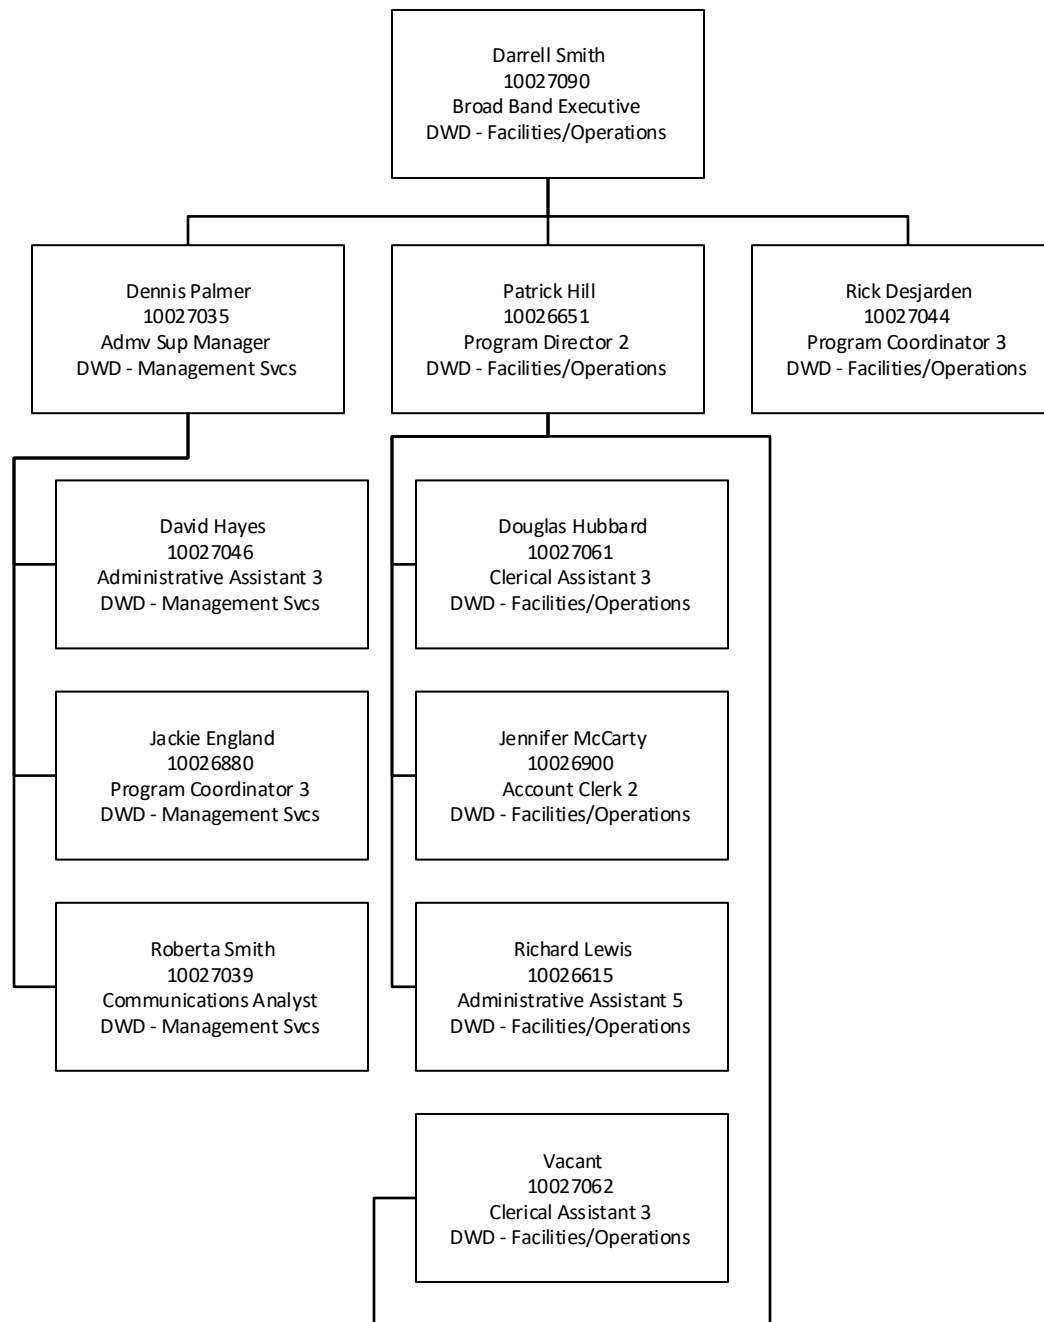 Darrell Smith
10027090
Broad Band Executive
DWD - Facilities/Operations
Dennis Palmer
10027035
Admv Sup Manager
DWD - Management Svcs
Patrick Hill
10026651
Program Director 2
DWD - Facilities/Operations
Rick Desjarden
10027044
Program Coordinator 3
DWD - Facilities/Operations
David Hayes
10027046
Administrative Assistant 3
DWD - Management Svcs
Douglas Hubbard
10027061
Clerical Assistant 3
DWD - Facilities/Operations
Jackie England
10026880
Program Coordinator 3
DWD - Management Svcs
Jennifer McCarty
10026900
Account Clerk 2
DWD - Facilities/Operations
Roberta Smith
10027039
Communications Analyst
DWD - Management Svcs
Richard Lewis
10026615
Administrative Assistant 5
DWD - Facilities/Operations
Vacant
10027062
Clerical Assistant 3
DWD - Facilities/Operations